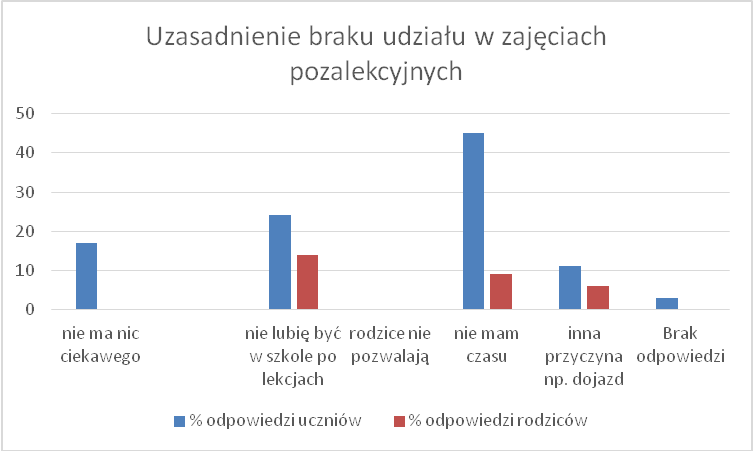 Uzasadnienie braku udziału w zajęciach
pozalekcyjnych
50
40
30
20
10
0
nie ma nic
ciekawego
nie lubię być
w szkole po
lekcjach
rodzice nie
pozwalają
nie mam
czasu
inna
przyczyna
np. dojazd
Brak
odpowiedzi
% odpowiedzi uczniów
% odpowiedzi rodziców